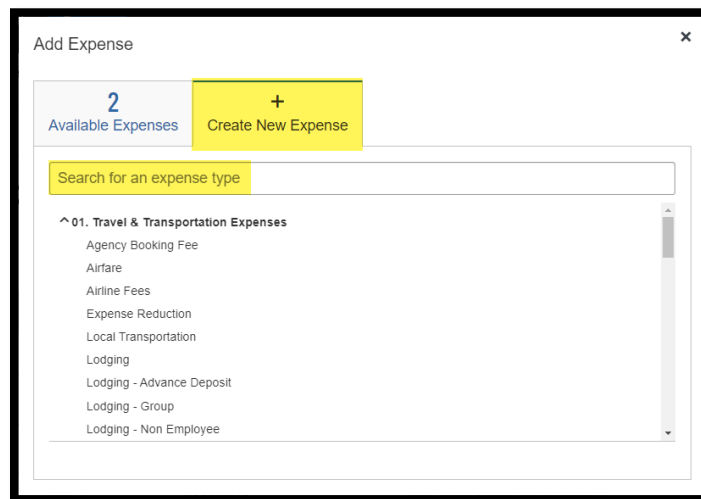 Add Expense
×
2
Available Expenses
+
Create New Expense
Search for an expense type
01. Travel & Transportation Expenses
Agency Booking Fee
Airfare
Airline Fees
Expense Reduction
Local Transportation
Lodging
Lodging - Advance Deposit
Lodging - Group
Lodging - Non Employee